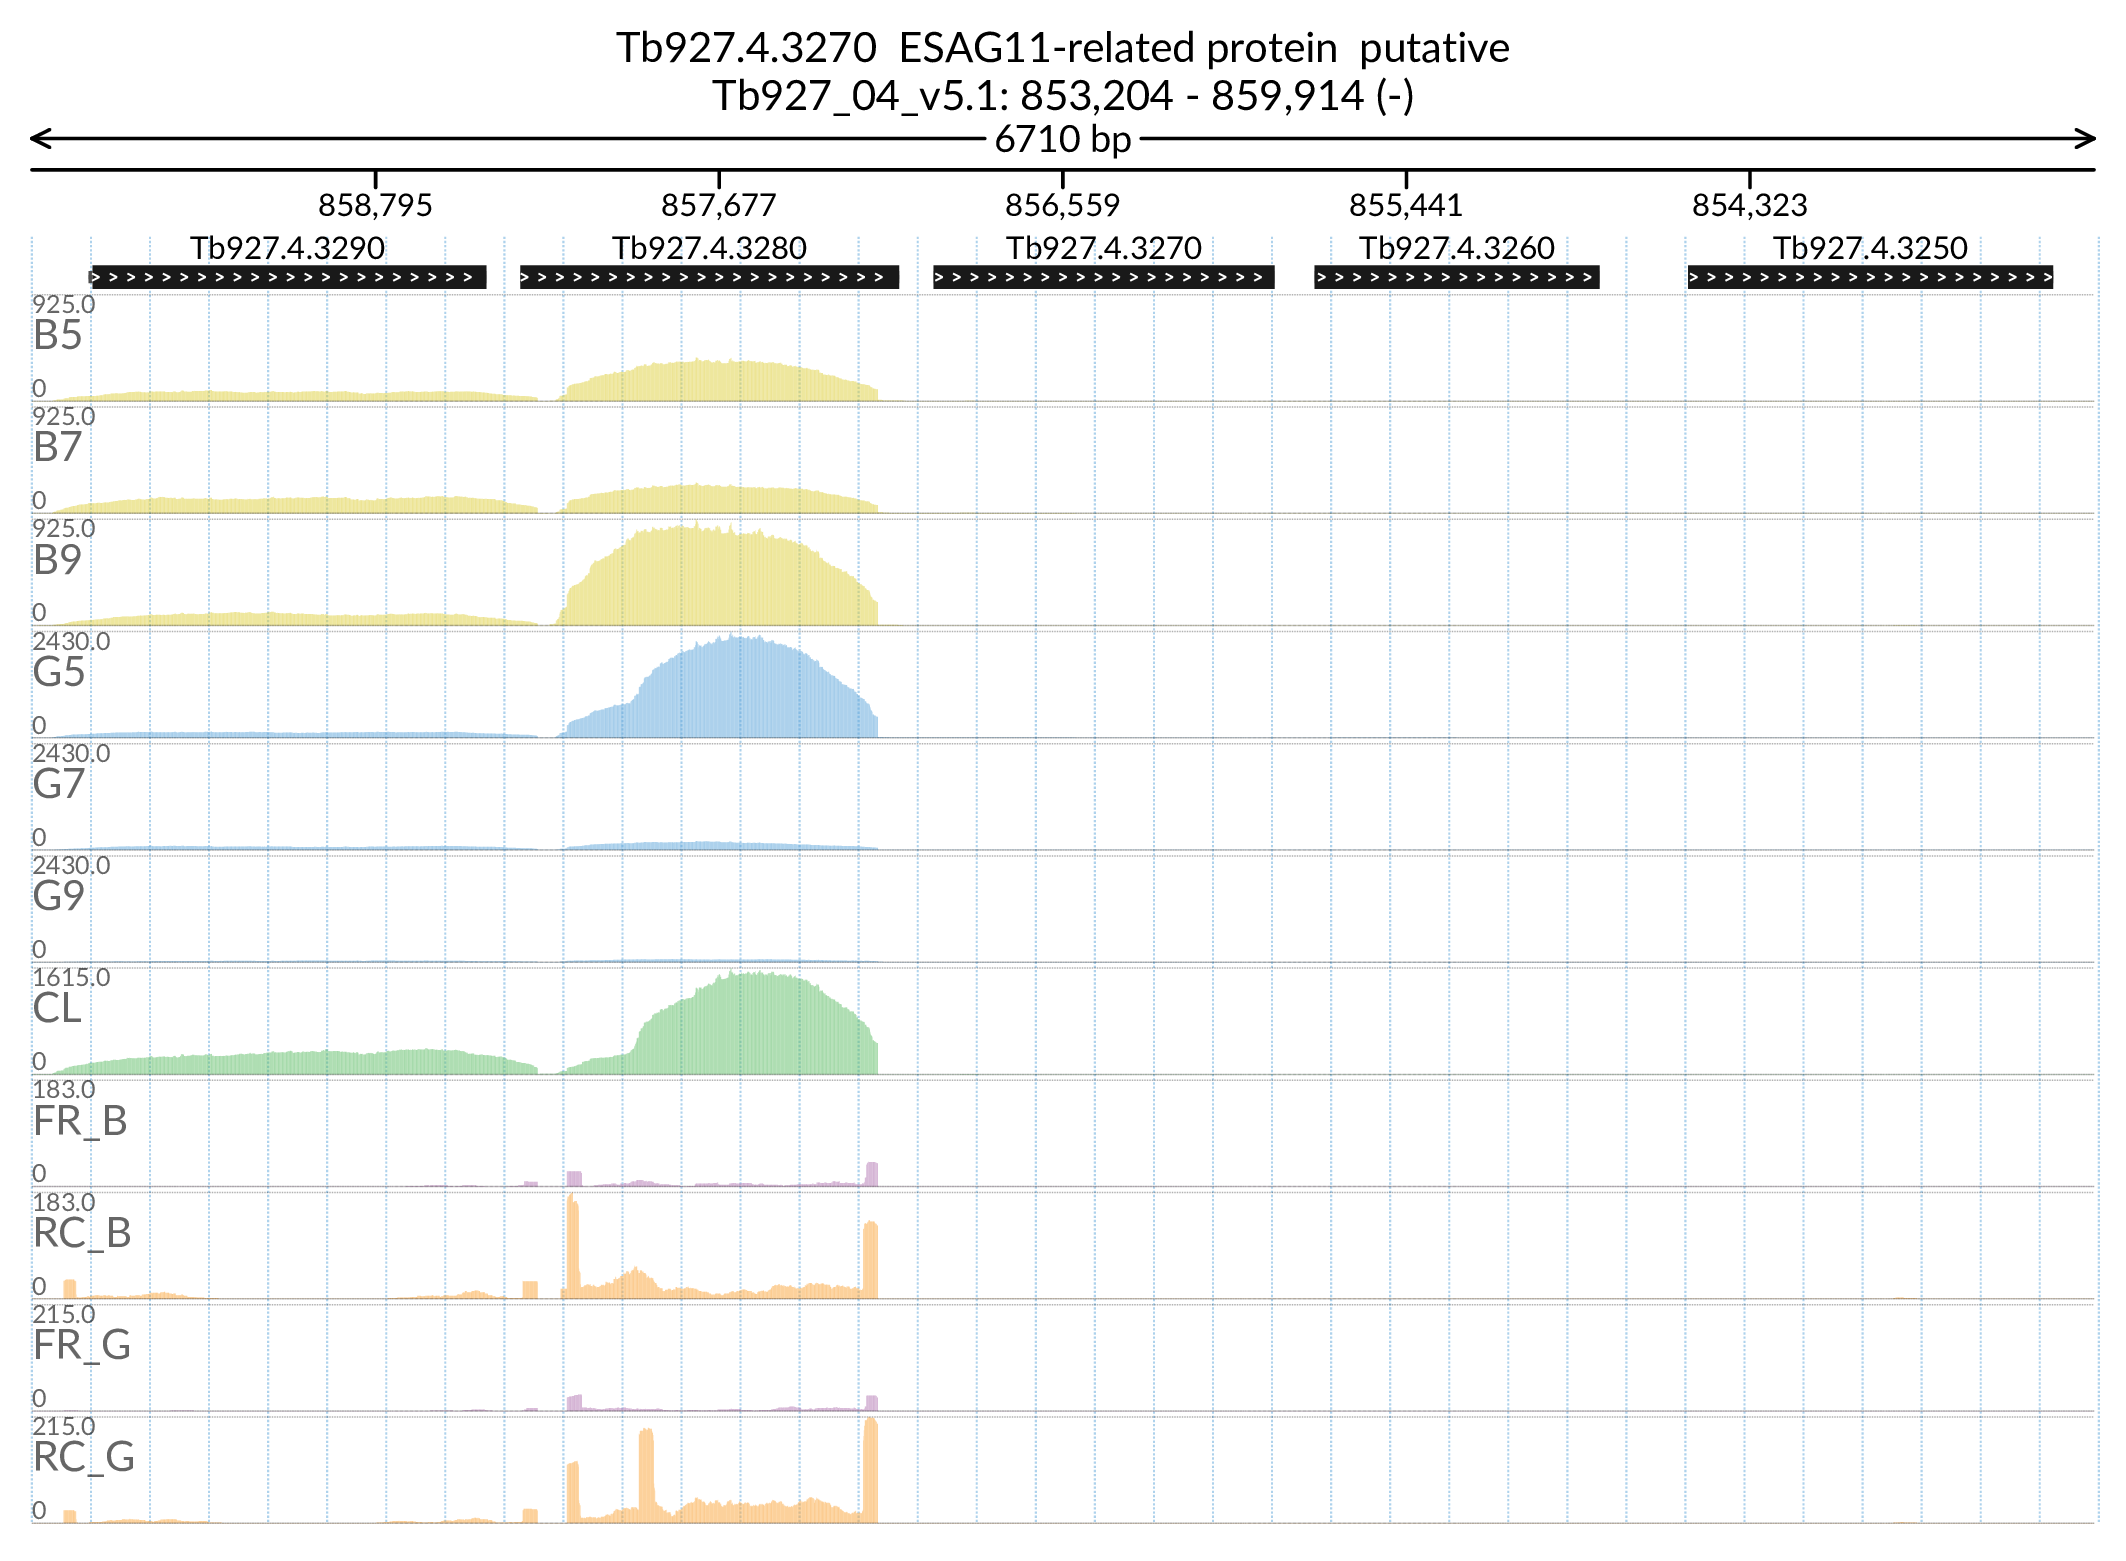 Tb927.4.3270  ESAG11-related protein  putative
Tb927_04_v5.1: 853,204 - 859,914 (-)
6710 bp
858,795 857,677 856,559 855,441 854,323
Tb927.4.3290 Tb927.4.3280 Tb927.4.3270 Tb927.4.3260 Tb927.4.3250
925.0
B5
0
925.0
B7
0
925.0
B9
0
2430.0
G5
0
2430.0
G7
0
2430.0
G9
0
1615.0
CL
0
183.0
FR_B
0
183.0
RC_B
0
215.0
FR_G
0
215.0
RC_G
0